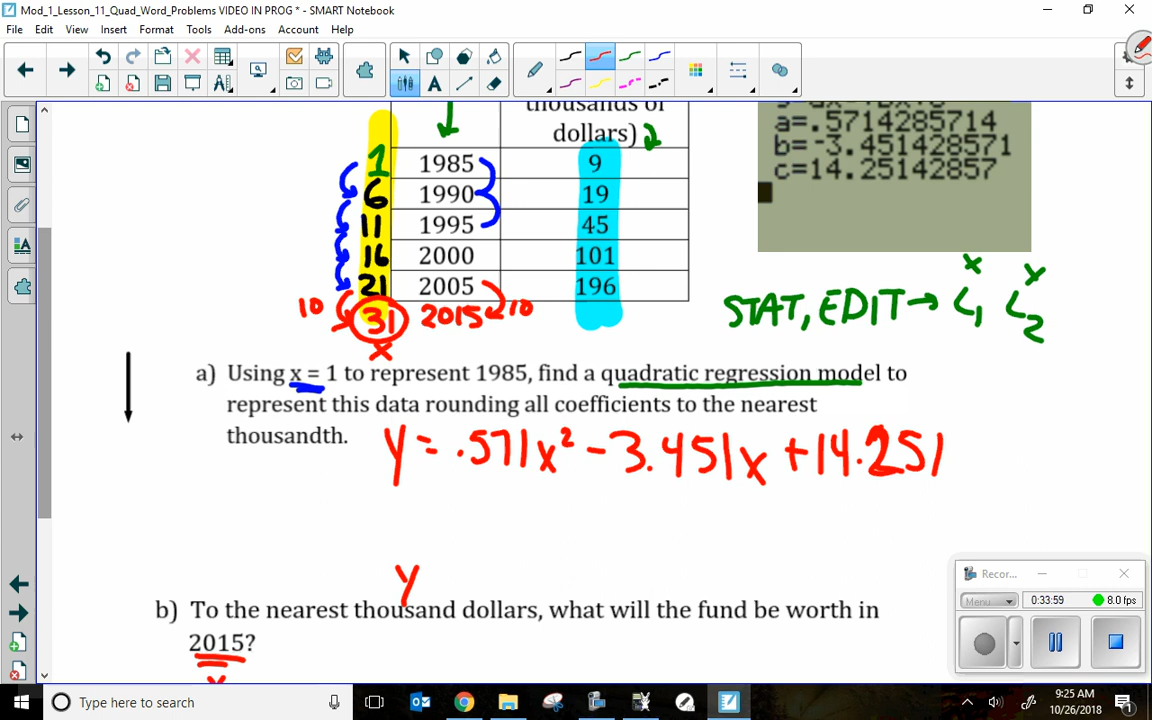 Mod_1_Lesson_11_Quad_Word_Problems VIDEO IN PROG * - SMART Notebook
File Edit View Insert Format Tools Add-ons Account Help
A
thousands of
dollars)
1 1985 9
6 1990 19
11 1995 45
16 2000 101
21 2005 196
10 31 2015 10
x
a=.5714285714
b=-3.451428571
c=14.25142857
x y
STAT, EDIT → L1 L2
a) Using x = 1 to represent 1985, find a quadratic regression model to
represent this data rounding all coefficients to the nearest
thousandth.
y = .571x² - 3.451x + 14.251
y
b) To the nearest thousand dollars, what will the fund be worth in
2015?
Recor...
Menu 0:33:59 8.0 fps
Type here to search
9:25 AM
10/26/2018
1